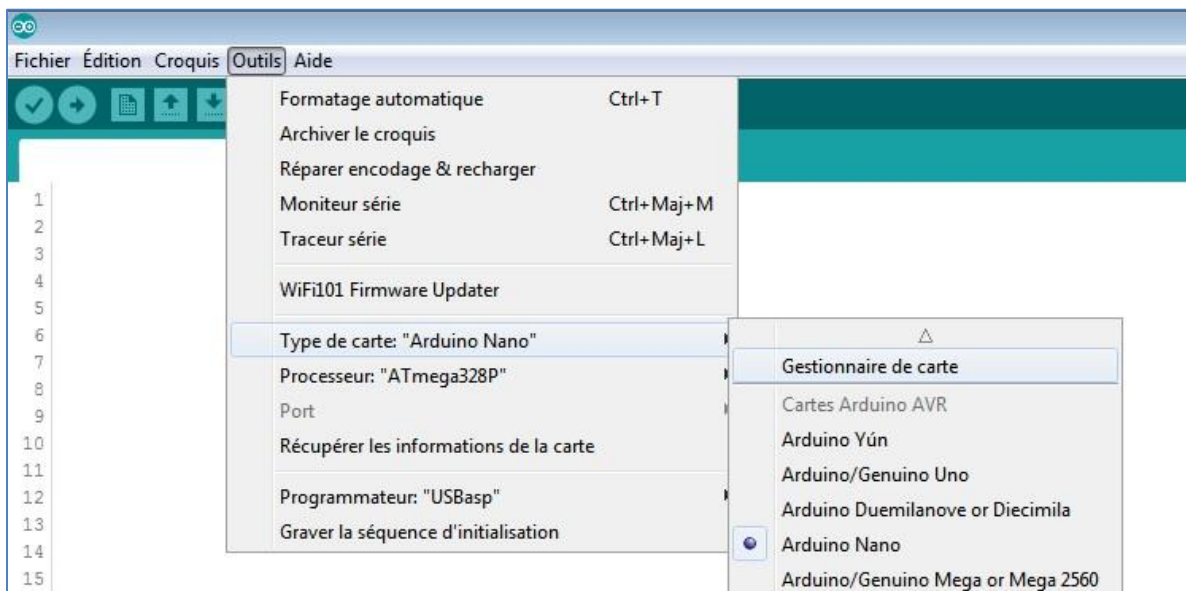 Fichier Édition Croquis Outils Aide
Formatage automatique Ctrl+T
Archiver le croquis
Réparer encodage & recharger
Moniteur série Ctrl+Maj+M
Traceur série Ctrl+Maj+L
WiFi101 Firmware Updater
Type de carte: "Arduino Nano"
Processeur: "ATmega328P"
Port
Récupérer les informations de la carte
Programmateur: "USBasp"
Graver la séquence d'initialisation
Gestionnaire de carte
Cartes Arduino AVR
Arduino Yún
Arduino/Genuino Uno
Arduino Duemilanove or Diecimila
Arduino Nano
Arduino/Genuino Mega or Mega 2560
1
2
3
4
5
6
7
8
9
10
11
12
13
14
15